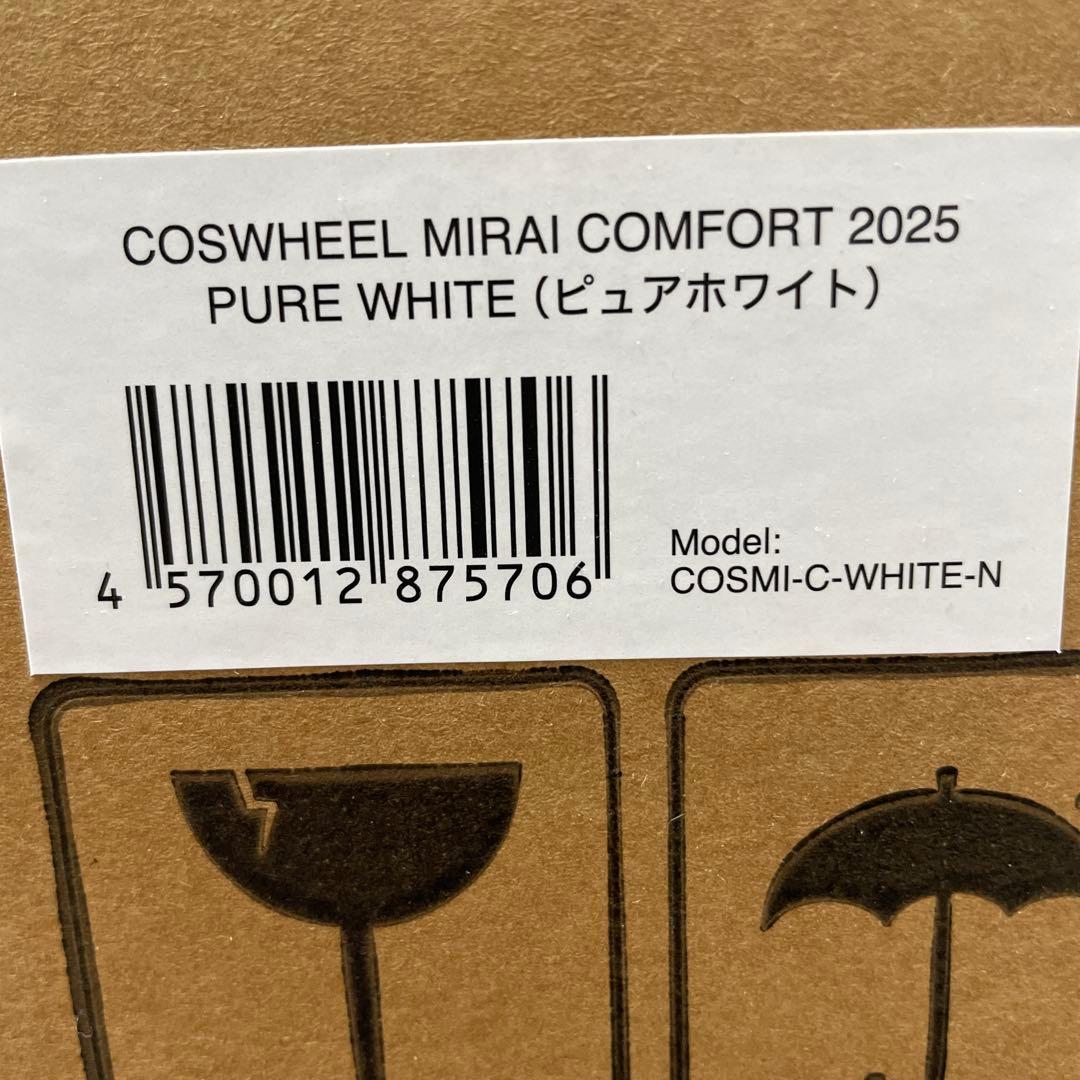 COSWHEEL MIRAI COMFORT 2025
PURE WHITE（ピュアホワイト）
4 570012 875706
Model:
COSMI-C-WHITE-N